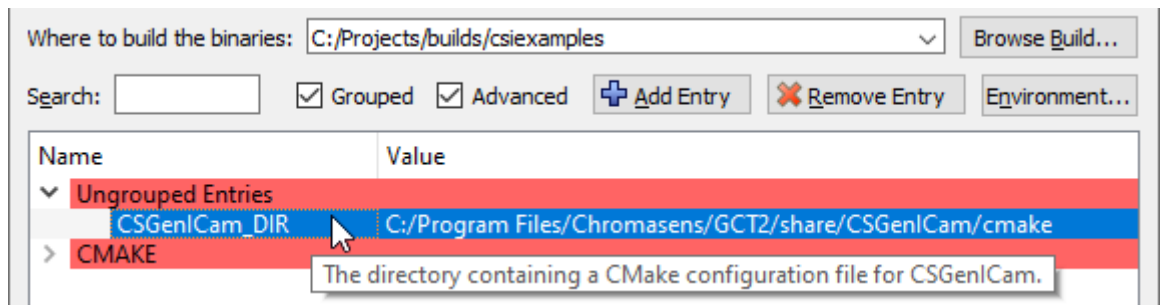 Where to build the binaries: C:/Projects/builds/csiexamples Browse Build...
Search: Grouped Advanced Add Entry Remove Entry Environment...
Name Value
Ungrouped Entries
CSGenICam_DIR C:/Program Files/Chromasens/GCT2/share/CSGenICam/cmake
CMAKE
The directory containing a CMake configuration file for CSGenICam.